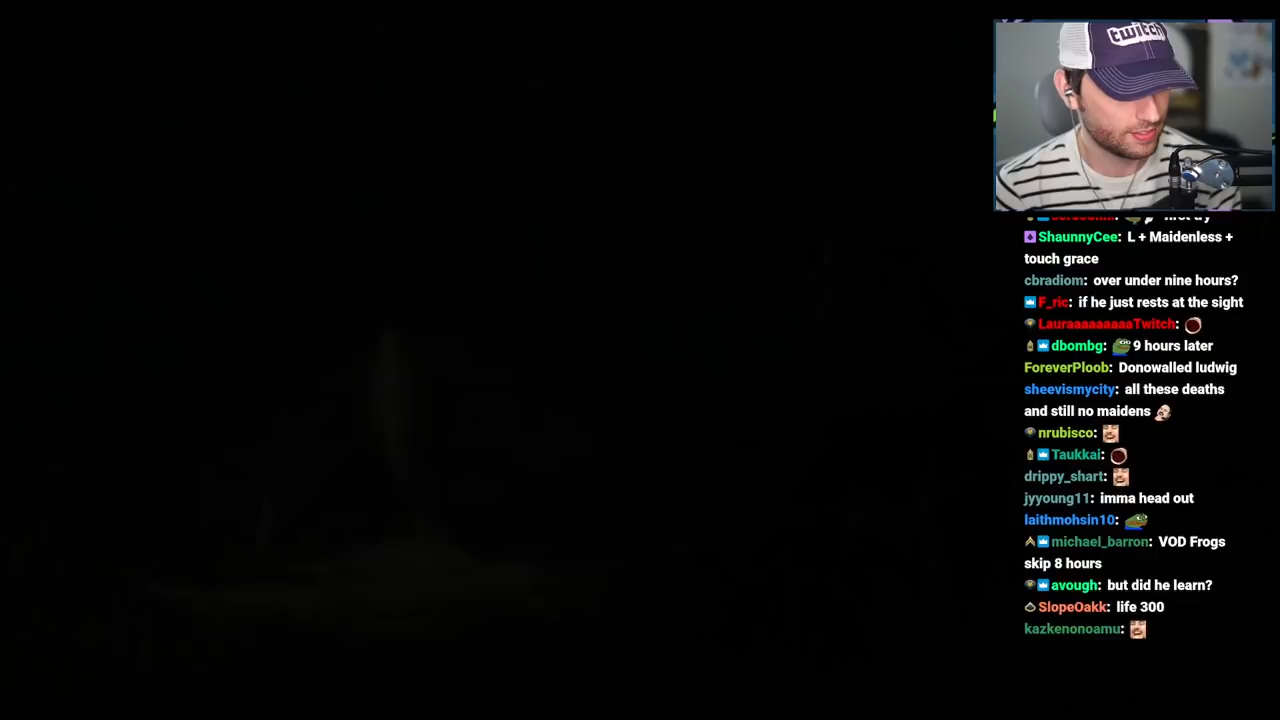 twitch
ShaunnyCee: L + Maidenless +
touch grace
cbradiom: over under nine hours?
F_ric: if he just rests at the sight
LauraaaaaaaaaTwitch:
dbombg: 9 hours later
ForeverPloob: Donowalled ludwig
sheevismycity: all these deaths
and still no maidens
nrubisco:
Taukkai:
drippy_shart:
jyyoung11: imma head out
laithmohsin10:
michael_barron: VOD Frogs
skip 8 hours
avough: but did he learn?
SlopeOakk: life 300
kazkenonoamu: